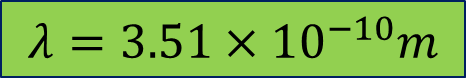 λ = 3.51 × 10⁻¹⁰m